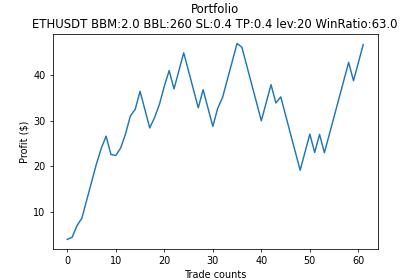 Portfolio
ETHUSDT BBM:2.0 BBL:260 SL:0.4 TP:0.4 lev:20 WinRatio:63.0
Profit ($)
40
30
20
10
0
10
20
30
40
50
60
Trade counts